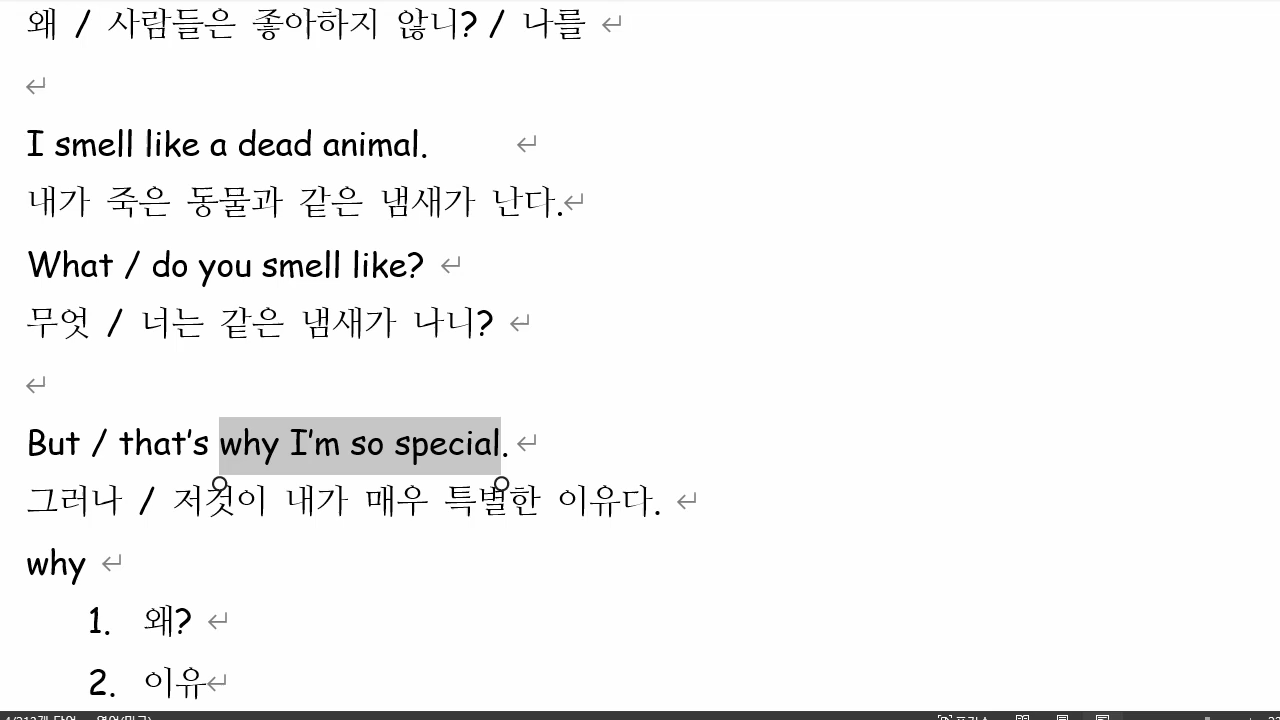 왜 / 사람들은 좋아하지 않니? / 나를
I smell like a dead animal.
내가 죽은 동물과 같은 냄새가 난다.
What / do you smell like?
무엇 / 너는 같은 냄새가 나니?
But / that's why I'm so special.
그러나 / 저것이 내가 매우 특별한 이유다.
why
1. 왜?
2. 이유